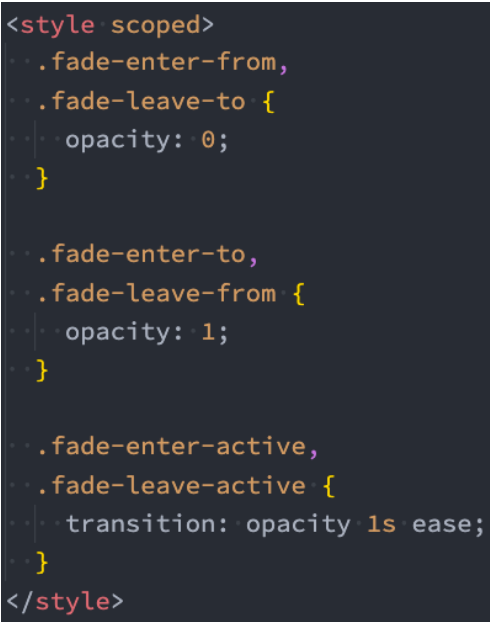 <style scoped>
  .fade-enter-from,
  .fade-leave-to {
    opacity: 0;
  }

  .fade-enter-to,
  .fade-leave-from {
    opacity: 1;
  }

  .fade-enter-active,
  .fade-leave-active {
    transition: opacity 1s ease;
  }
</style>